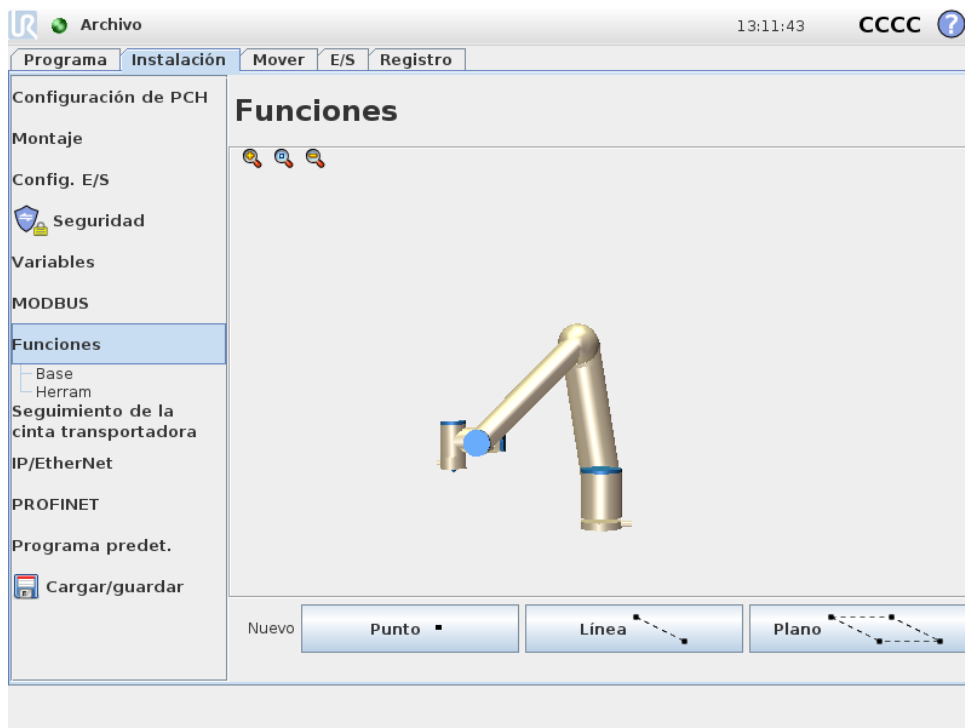 UR Archivo 13:11:43 CCCC ?
Programa Instalación Mover E/S Registro
Configuración de PCH
Montaje
Config. E/S
Seguridad
Variables
MODBUS
Funciones
Base
Herram
Seguimiento de la
cinta transportadora
IP/EtherNet
PROFINET
Programa predet.
Cargar/guardar
Funciones
Nuevo Punto Línea Plano